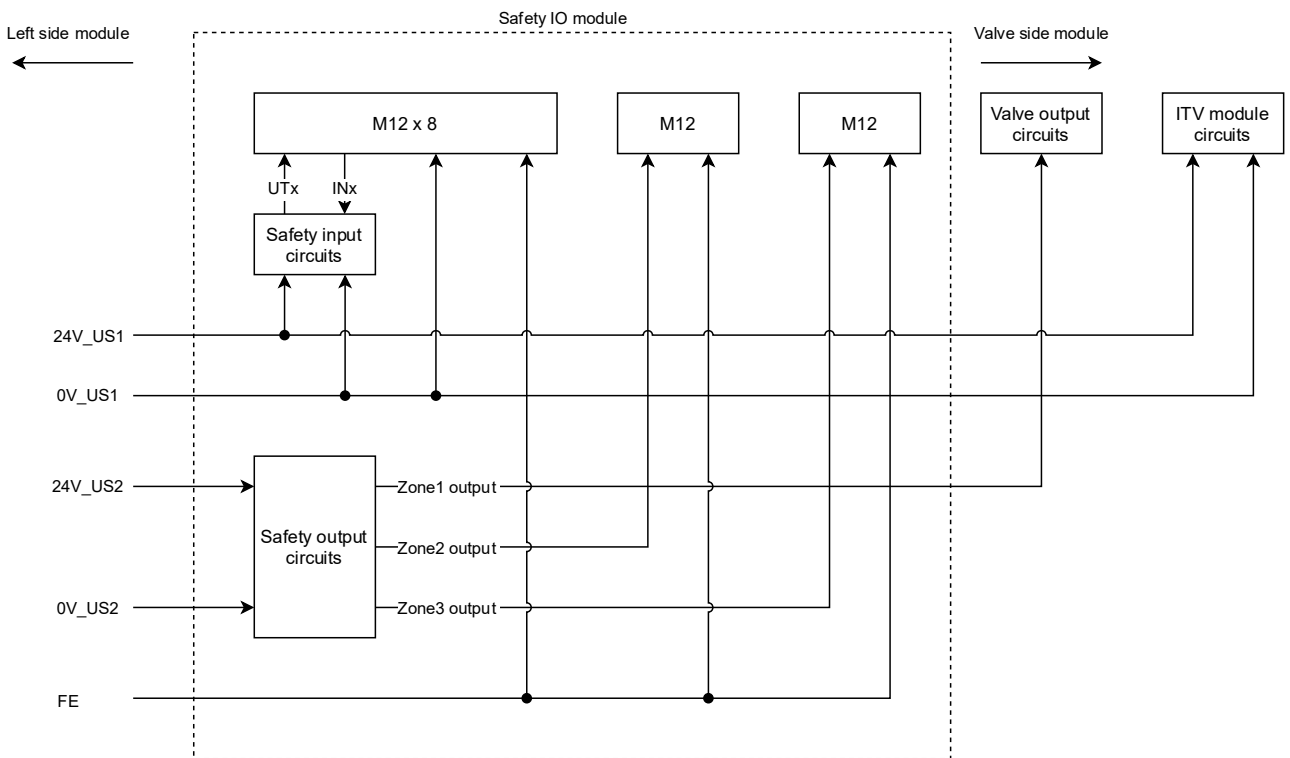 Safety IO module
Left side module
Valve side module
M12 x 8
M12
M12
Valve output
circuits
ITV module
circuits
UTx
INx
Safety input
circuits
24V_US1
0V_US1
24V_US2
Zone1 output
Safety output
circuits
Zone2 output
0V_US2
Zone3 output
FE